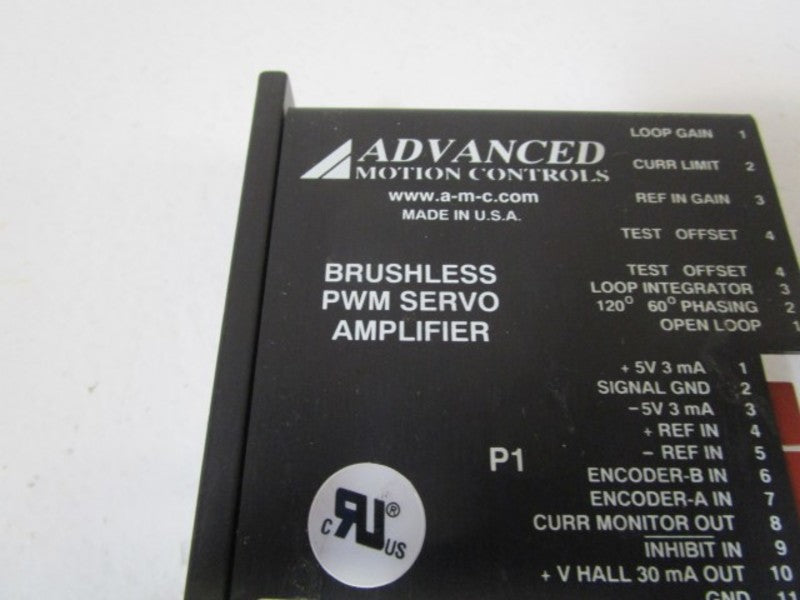 ADVANCED
MOTION CONTROLS
www.a-m-c.com
MADE IN U.S.A.
BRUSHLESS
PWM SERVO
AMPLIFIER
LOOP GAIN 1
CURR LIMIT 2
REF IN GAIN 3
TEST OFFSET 4
TEST OFFSET 4
LOOP INTEGRATOR 3
120° 60° PHASING 2
OPEN LOOP 1
P1
+ 5V 3 mA 1
SIGNAL GND 2
−5V 3 mA 3
+ REF IN 4
− REF IN 5
ENCODER-B IN 6
ENCODER-A IN 7
CURR MONITOR OUT 8
INHIBIT IN 9
+ V HALL 30 mA OUT 10
GND 11
c RU ® US